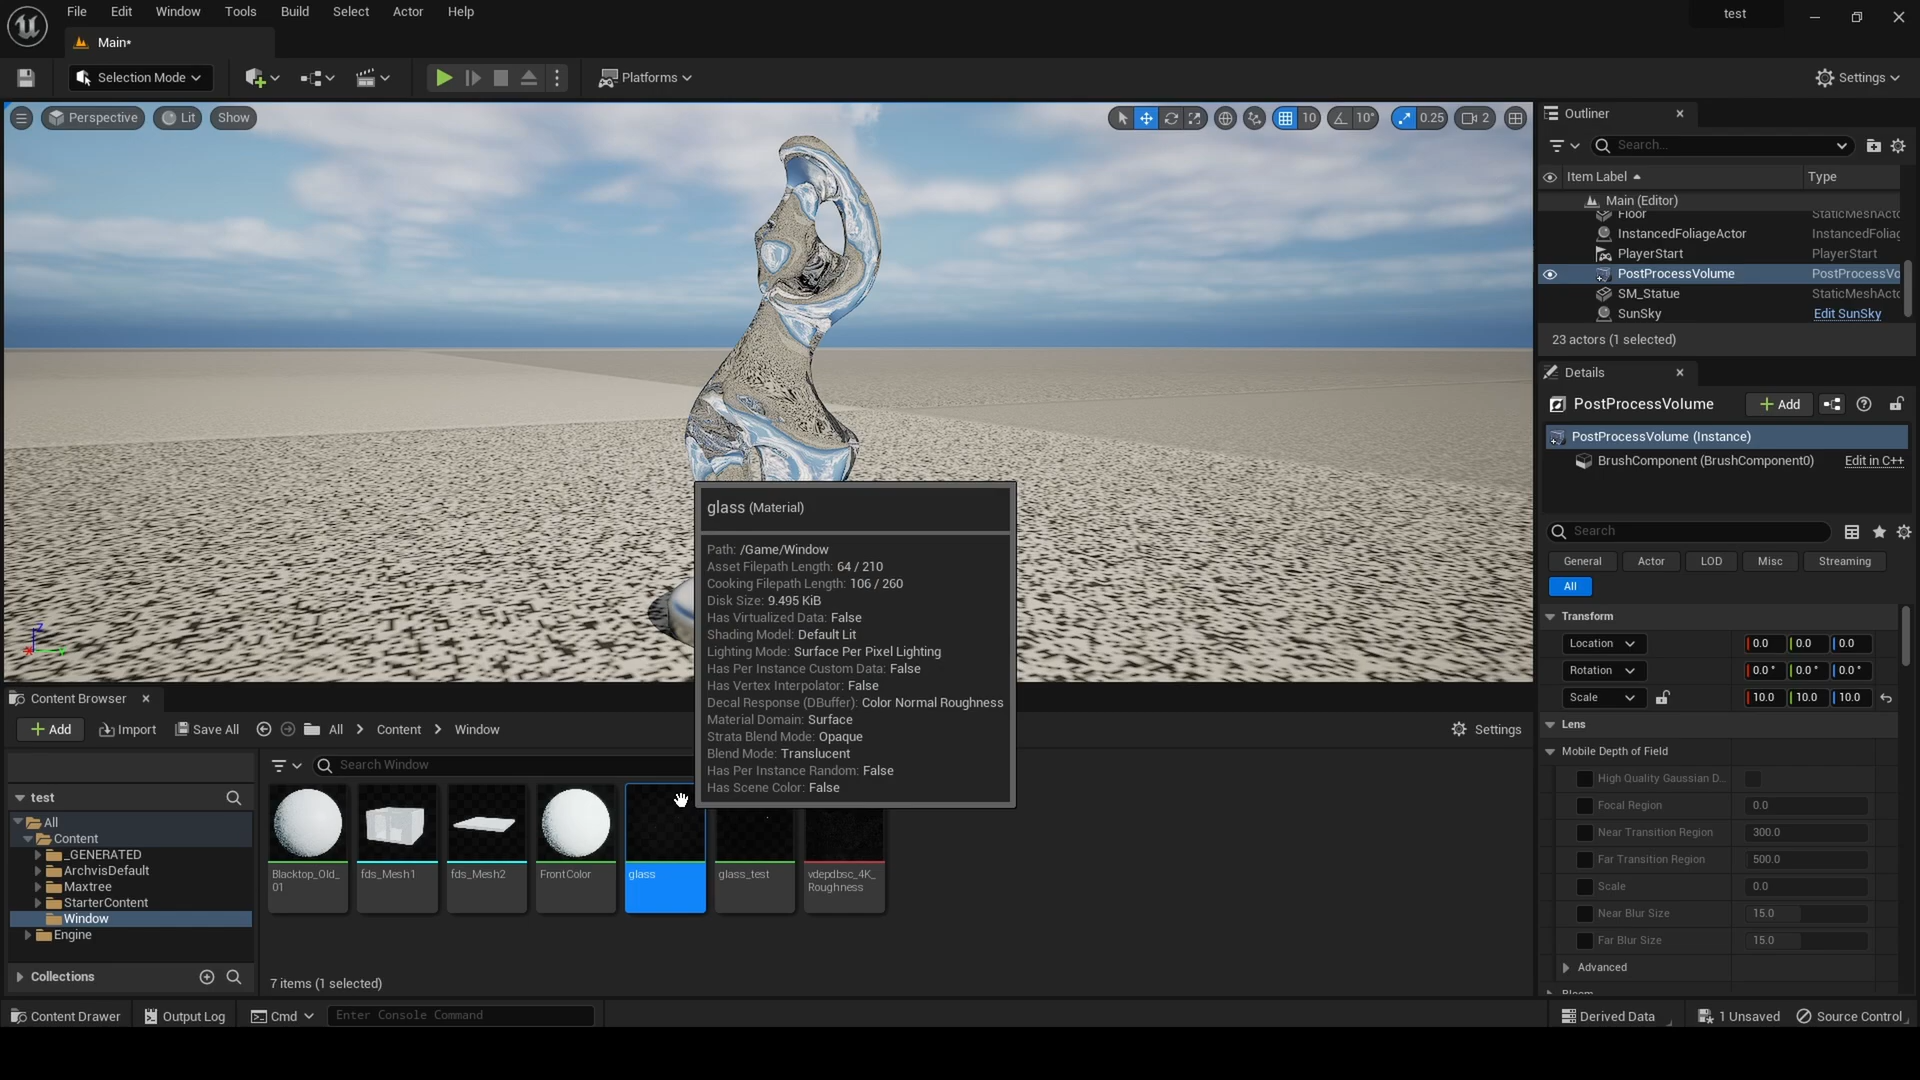 File Edit Window Tools Build Select Actor Help
test
Main*
Selection Mode
Platforms
Settings
Perspective Lit Show
10 10° 0.25 2
Outliner
Search...
Item Label Type
Main (Editor)
Floor StaticMeshActo
InstancedFoliageActor InstancedFoliag
PlayerStart PlayerStart
PostProcessVolume PostProcessVo
SM_Statue StaticMeshActo
SunSky Edit SunSky
23 actors (1 selected)
Details
PostProcessVolume
Add
PostProcessVolume (Instance)
BrushComponent (BrushComponent0) Edit in C++
Search
General Actor LOD Misc Streaming
All
Transform
Location 0.0 0.0 0.0
Rotation 0.0 ° 0.0 ° 0.0 °
Scale 10.0 10.0 10.0
Lens
Mobile Depth of Field
High Quality Gaussian D...
Focal Region 0.0
Near Transition Region 300.0
Far Transition Region 500.0
Scale 0.0
Near Blur Size 15.0
Far Blur Size 15.0
Advanced
Bloom
glass (Material)
Path: /Game/Window
Asset Filepath Length: 64 / 210
Cooking Filepath Length: 106 / 260
Disk Size: 9.495 KiB
Has Virtualized Data: False
Shading Model: Default Lit
Lighting Mode: Surface Per Pixel Lighting
Has Per Instance Custom Data: False
Has Vertex Interpolator: False
Decal Response (DBuffer): Color Normal Roughness
Material Domain: Surface
Strata Blend Mode: Opaque
Blend Mode: Translucent
Has Per Instance Random: False
Has Scene Color: False
Z
X
Content Browser
Add Import Save All All Content Window
Settings
Search Window
test
All
Content
_GENERATED
ArchvisDefault
Maxtree
StarterContent
Window
Engine
Collections
Blacktop_Old_
01
fds_Mesh1
fds_Mesh2
FrontColor
glass
glass_test
vdepdbsc_4K_
Roughness
7 items (1 selected)
Content Drawer Output Log Cmd Enter Console Command
Derived Data 1 Unsaved Source Control